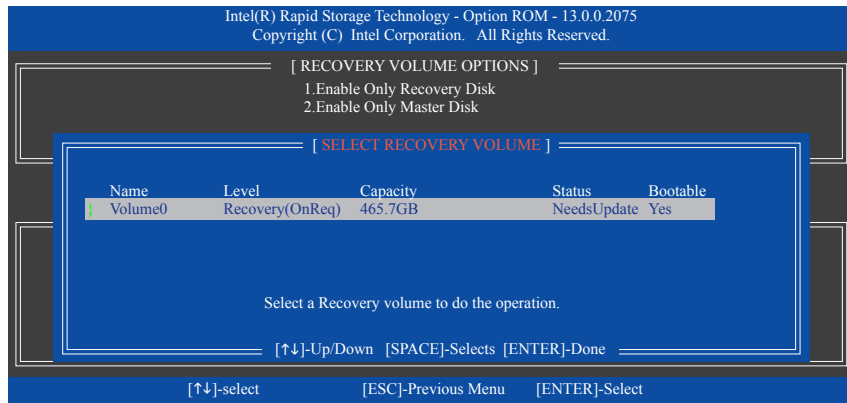 Intel(R) Rapid Storage Technology - Option ROM - 13.0.0.2075
Copyright (C) Intel Corporation. All Rights Reserved.
[ RECOVERY VOLUME OPTIONS ]
1.Enable Only Recovery Disk
2.Enable Only Master Disk
[ SELECT RECOVERY VOLUME ]
Name Level Capacity Status Bootable
Volume0 Recovery(OnReq) 465.7GB NeedsUpdate Yes
Select a Recovery volume to do the operation.
[↑↓]-Up/Down [SPACE]-Selects [ENTER]-Done
[↑↓]-select [ESC]-Previous Menu [ENTER]-Select